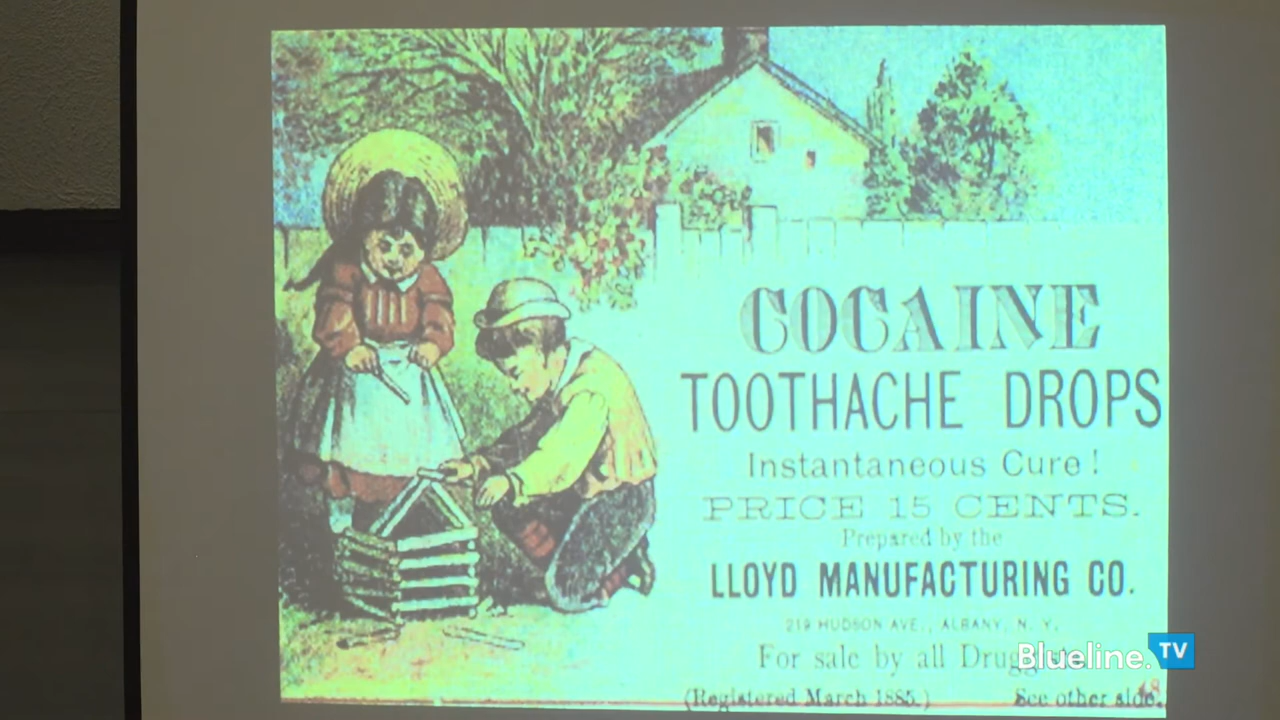 COCAINE
TOOTHACHE DROPS
Instantaneous Cure!
PRICE 15 CENTS.
Prepared by the
LLOYD MANUFACTURING CO.
219 HUDSON AVE., ALBANY, N. Y.
For sale by all
Blueline.TV
(Registered March 1885.) See other side.
48